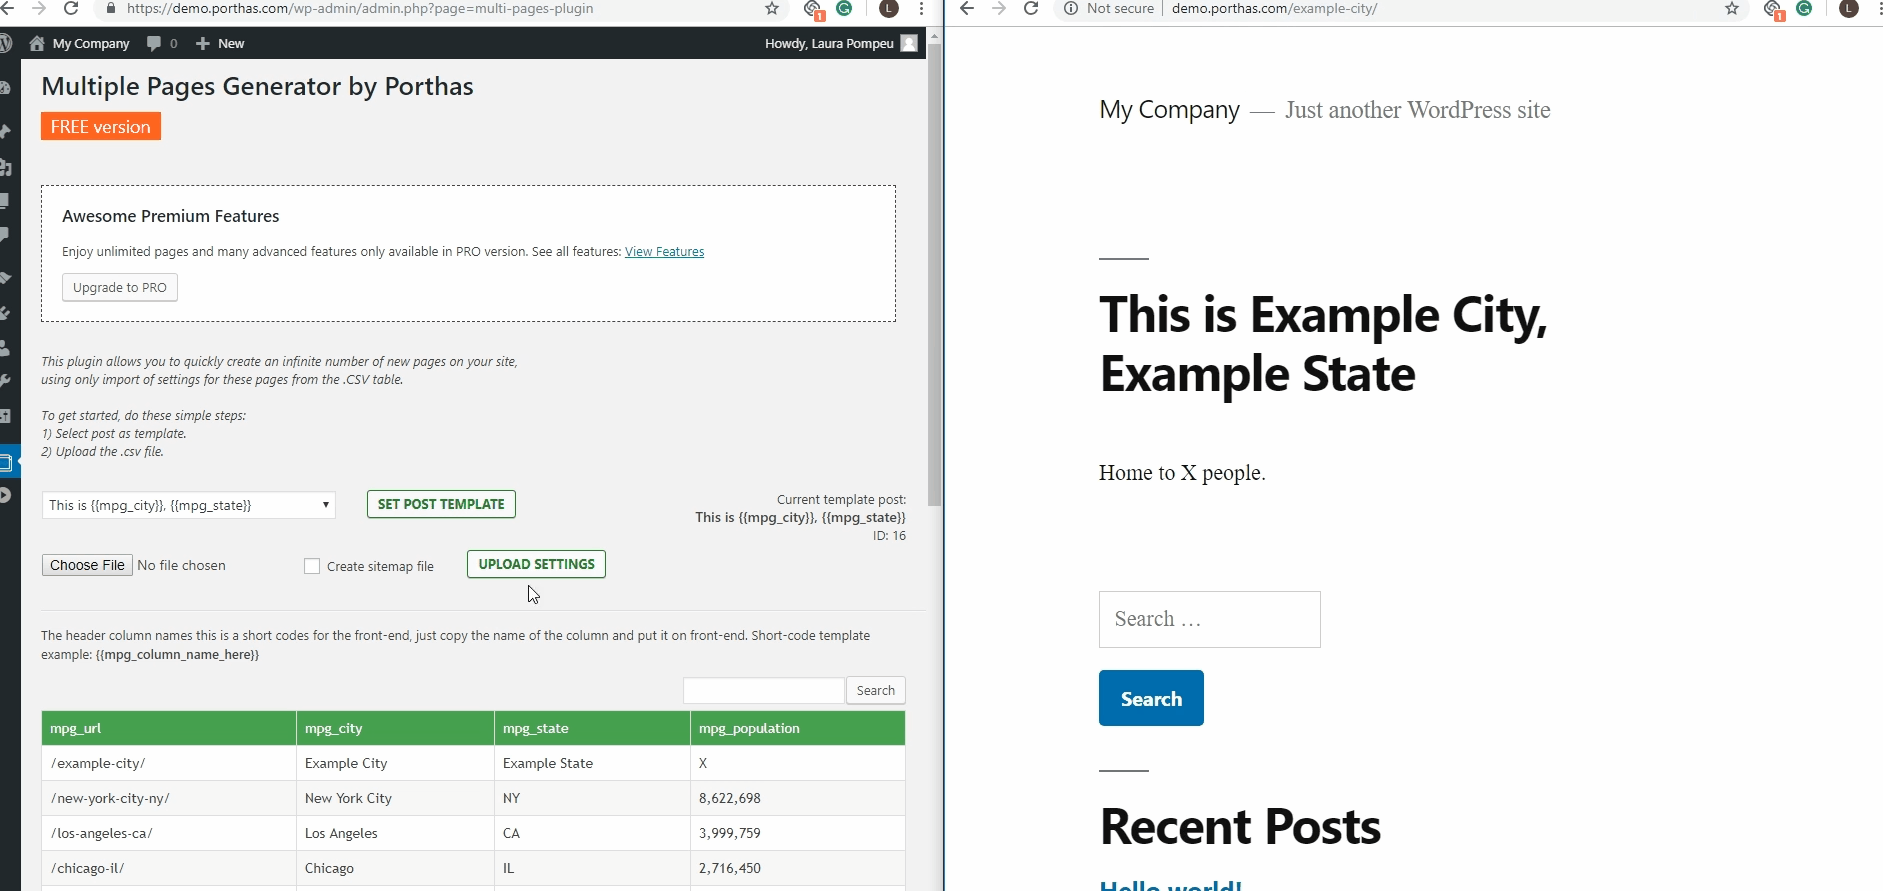 https://demo.porthas.com/wp-admin/admin.php?page=multi-pages-plugin
1
L
My Company
0
New
Howdy, Laura Pompeu
Multiple Pages Generator by Porthas
FREE version
Awesome Premium Features
Enjoy unlimited pages and many advanced features only available in PRO version. See all features: View Features
Upgrade to PRO
This plugin allows you to quickly create an infinite number of new pages on your site,
using only import of settings for these pages from the .CSV table.
To get started, do these simple steps:
1) Select post as template.
2) Upload the .csv file.
This is {{mpg_city}}, {{mpg_state}}
SET POST TEMPLATE
Current template post:
This is {{mpg_city}}, {{mpg_state}}
ID: 16
Choose File No file chosen
Create sitemap file
UPLOAD SETTINGS
The header column names this is a short codes for the front-end, just copy the name of the column and put it on front-end. Short-code template
example: {{mpg_column_name_here}}
Search
mpg_url mpg_city mpg_state mpg_population
/example-city/ Example City Example State X
/new-york-city-ny/ New York City NY 8,622,698
/los-angeles-ca/ Los Angeles CA 3,999,759
/chicago-il/ Chicago IL 2,716,450
Not secure demo.porthas.com/example-city/
1
L
My Company — Just another WordPress site
This is Example City,
Example State
Home to X people.
Search …
Search
Recent Posts
Hello world!